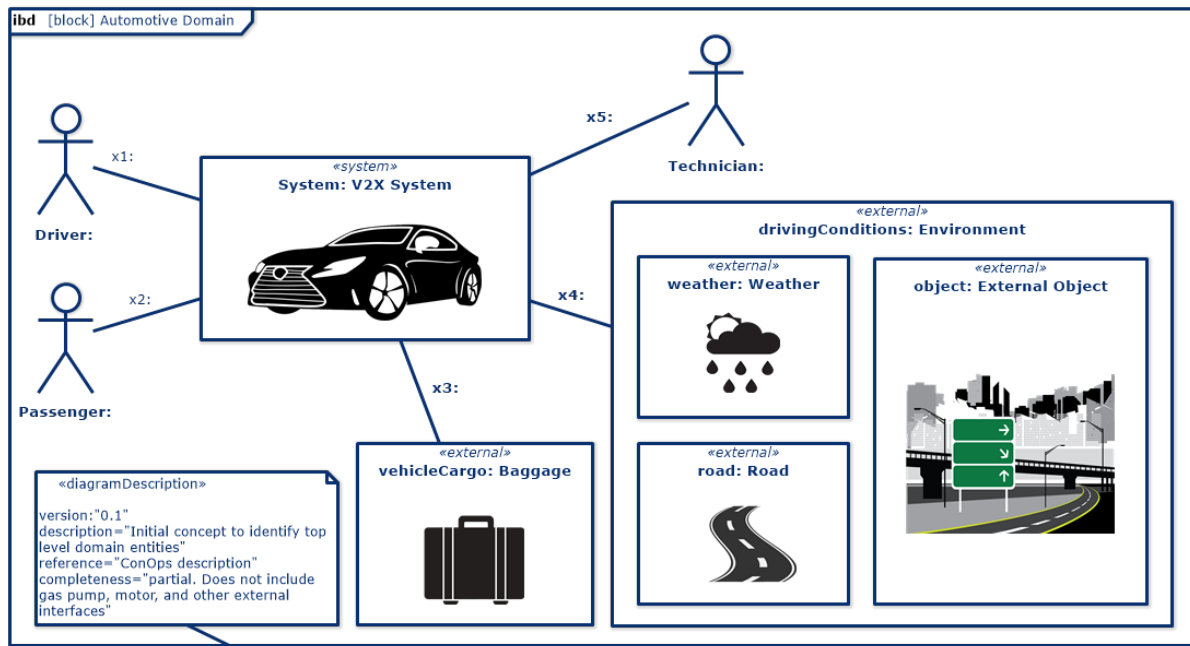 ibd [block] Automotive Domain
x5:
Technician:
x1:
Driver:
«system»
System: V2X System
x2:
Passenger:
x4:
x3:
«external»
drivingConditions: Environment
«external»
weather: Weather
«external»
object: External Object
«external»
road: Road
«external»
vehicleCargo: Baggage
«diagramDescription»
version:"0.1"
description="Initial concept to identify top
level domain entities"
reference="ConOps description"
completeness="partial. Does not include
gas pump, motor, and other external
interfaces"